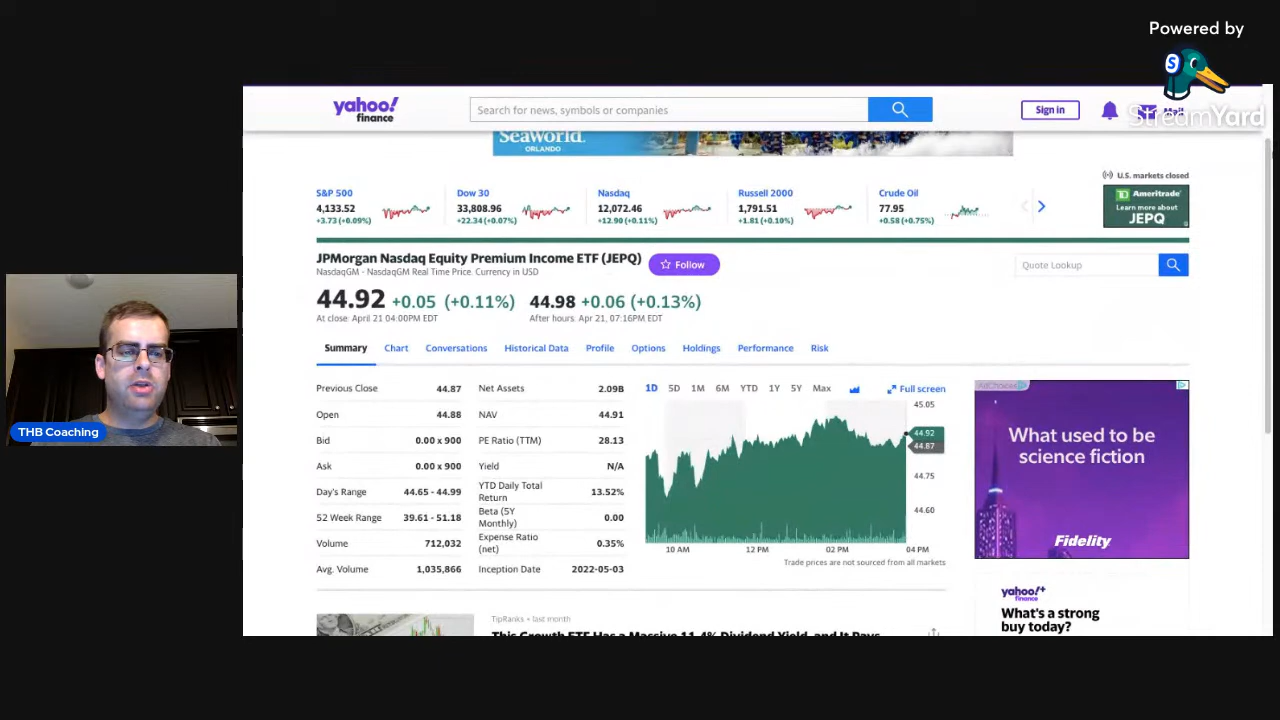 Powered by
StreamYard
yahoo!
finance
Search for news, symbols or companies
Sign in
Mail
SeaWorld.
ORLANDO
U.S. markets closed
S&P 500
4,133.52
+3.73 (+0.09%)
Dow 30
33,808.96
+22.34 (+0.07%)
Nasdaq
12,072.46
+12.90 (+0.11%)
Russell 2000
1,791.51
+1.81 (+0.10%)
Crude Oil
77.95
+0.58 (+0.75%)
Ameritrade
Learn more about
JEPQ
JPMorgan Nasdaq Equity Premium Income ETF (JEPQ)
Follow
NasdaqGM - NasdaqGM Real Time Price. Currency in USD
Quote Lookup
44.92 +0.05 (+0.11%) 44.98 +0.06 (+0.13%)
At close: April 21 04:00PM EDT After hours: Apr 21, 07:16PM EDT
Summary Chart Conversations Historical Data Profile Options Holdings Performance Risk
Previous Close 44.87
Open 44.88
Bid 0.00 x 900
Ask 0.00 x 900
Day's Range 44.65 - 44.99
52 Week Range 39.61 - 51.18
Volume 712,032
Avg. Volume 1,035,866
Net Assets 2.09B
NAV 44.91
PE Ratio (TTM) 28.13
Yield N/A
YTD Daily Total
Return 13.52%
Beta (5Y
Monthly) 0.00
Expense Ratio
(net) 0.35%
Inception Date 2022-05-03
1D 5D 1M 6M YTD 1Y 5Y Max Full screen
45.05
44.92
44.87
44.75
44.60
10 AM 12 PM 02 PM 04 PM
Trade prices are not sourced from all markets
AdChoices
What used to be
science fiction
Fidelity
yahoo!+
finance
What's a strong
buy today?
TipRanks • last month
This Growth ETF Has a Massive 11.4% Dividend Yield, and It Pays
THB Coaching